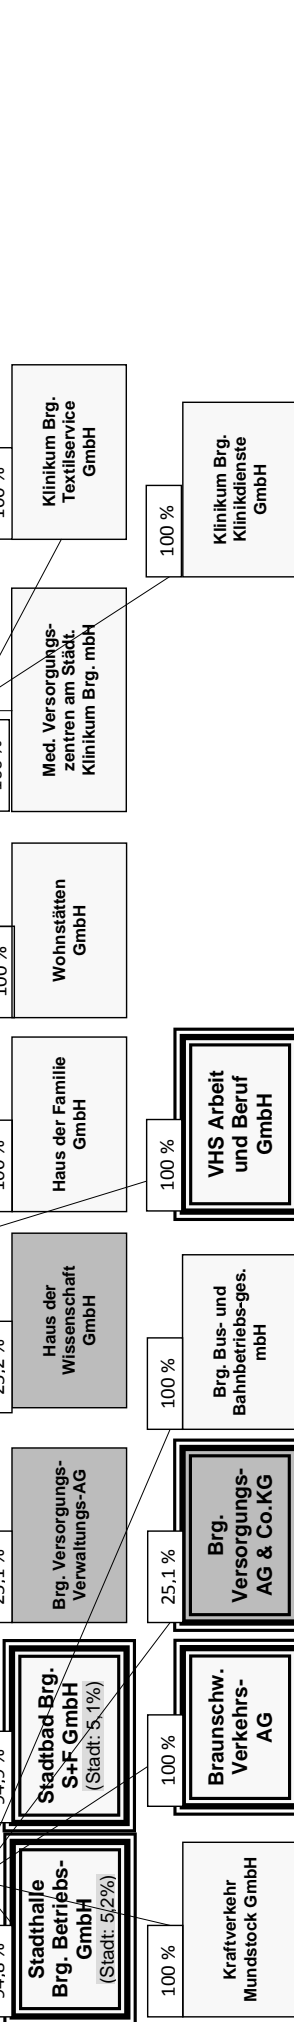 100 %
Stadthalle
Brg. Betriebs-
GmbH
(Stadt: 5,2%)
Stadtbad Brg.
S+F GmbH
(Stadt: 5,1%)
Brg. Versorgungs-
Verwaltungs-AG
Haus der
Wissenschaft
GmbH
Haus der Familie
GmbH
Wohnstätten
GmbH
Med. Versorgungs-
zentren am Städt.
Klinikum Brg. mbH
Klinikum Brg.
Textilservice
GmbH
100 %
Kraftverkehr
Mundstock GmbH
100 %
Braunschw.
Verkehrs-
AG
25,1 %
Brg.
Versorgungs-
AG & Co.KG
100 %
Brg. Bus- und
Bahnbetriebs-ges.
mbH
100 %
VHS Arbeit
und Beruf
GmbH
100 %
Klinikum Brg.
Klinikdienste
GmbH